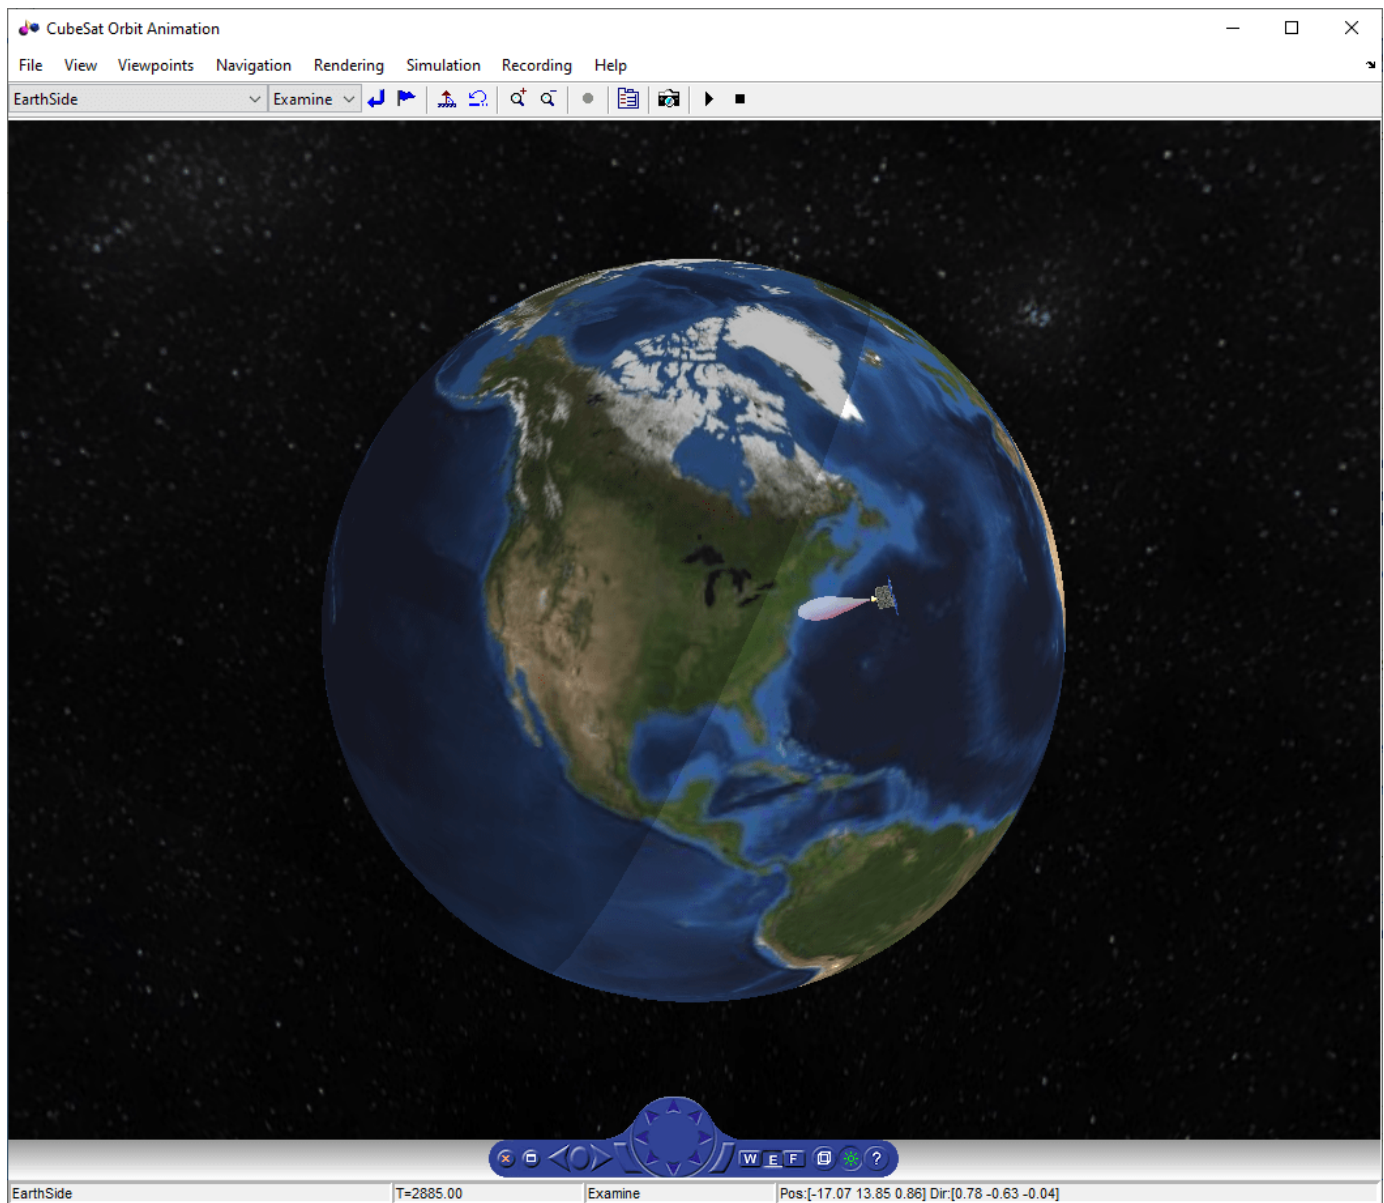 CubeSat Orbit Animation
File View Viewpoints Navigation Rendering Simulation Recording Help
EarthSide Examine
W E F ?
EarthSide T=2885.00 Examine Pos:[-17.07 13.85 0.86] Dir:[0.78 -0.63 -0.04]